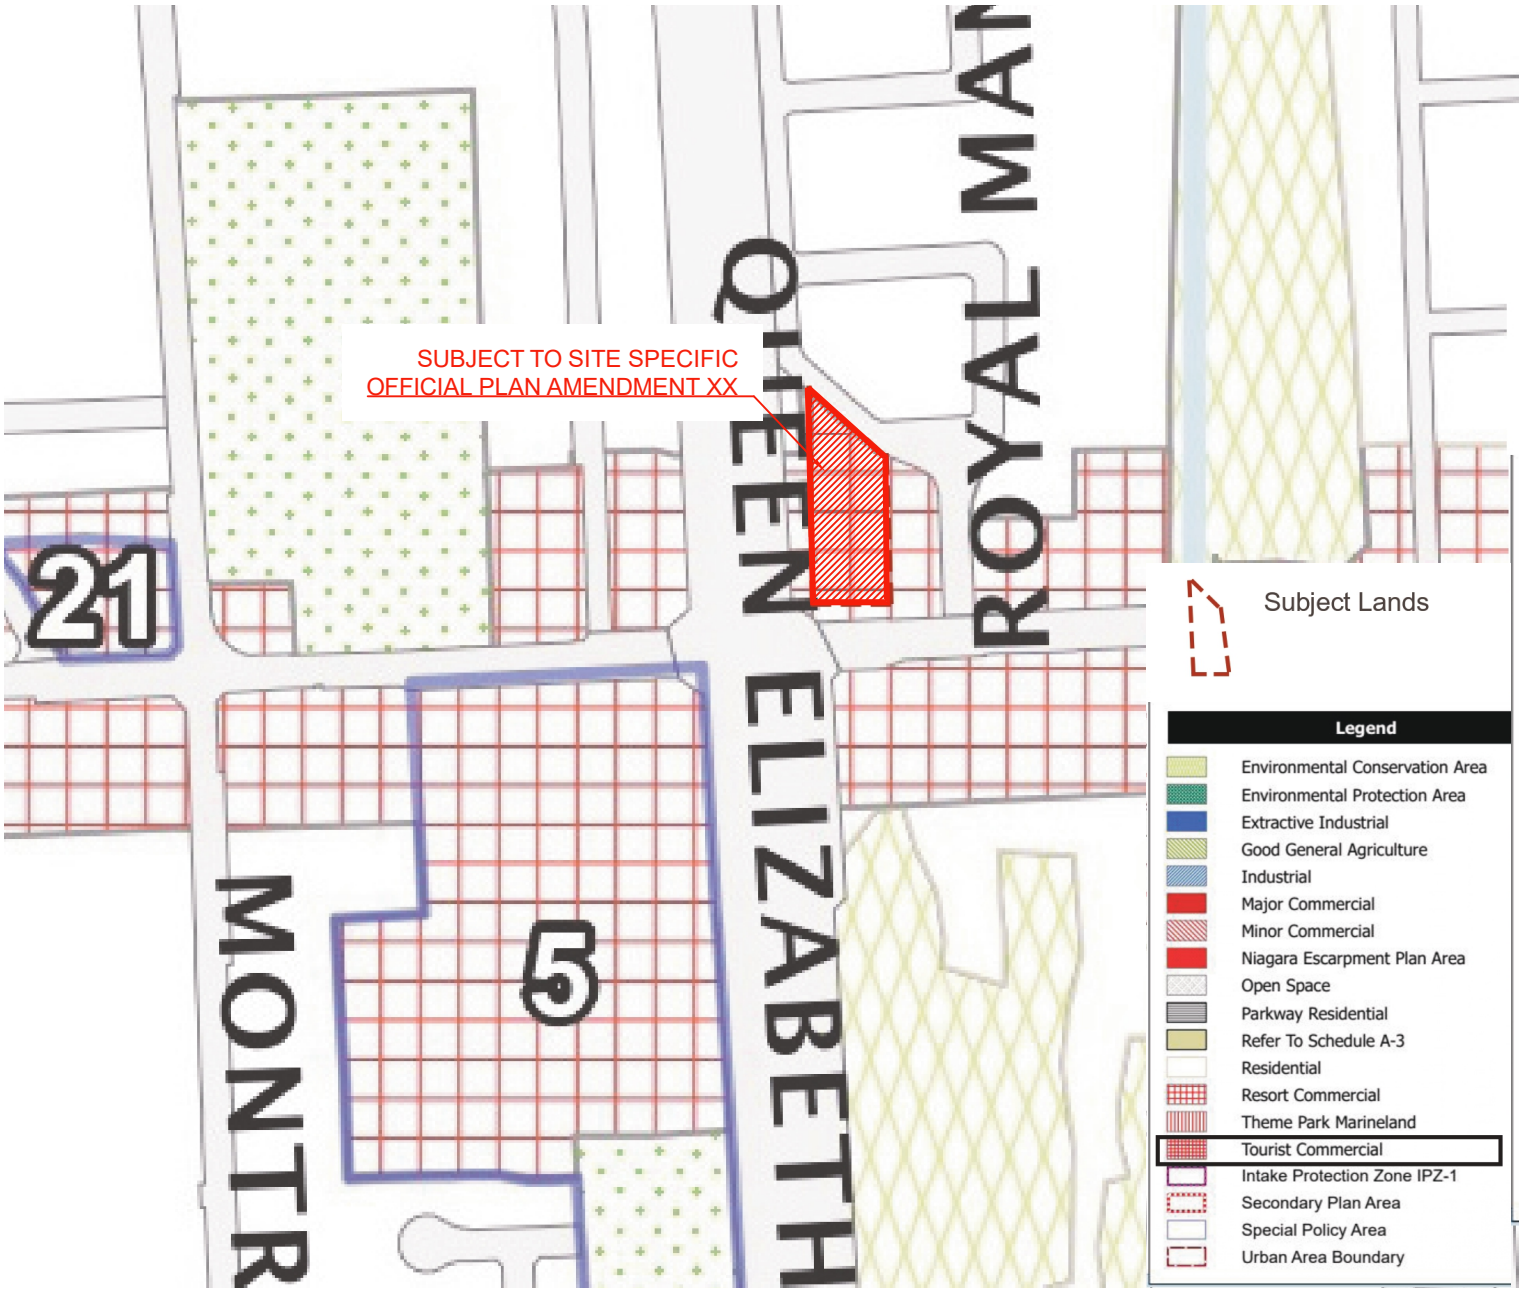 ROYAL MAN
QUEEN ELIZABETH
SUBJECT TO SITE SPECIFIC
OFFICIAL PLAN AMENDMENT XX
21
5
MONTR
Subject Lands
Legend
Environmental Conservation Area
Environmental Protection Area
Extractive Industrial
Good General Agriculture
Industrial
Major Commercial
Minor Commercial
Niagara Escarpment Plan Area
Open Space
Parkway Residential
Refer To Schedule A-3
Residential
Resort Commercial
Theme Park Marineland
Tourist Commercial
Intake Protection Zone IPZ-1
Secondary Plan Area
Special Policy Area
Urban Area Boundary